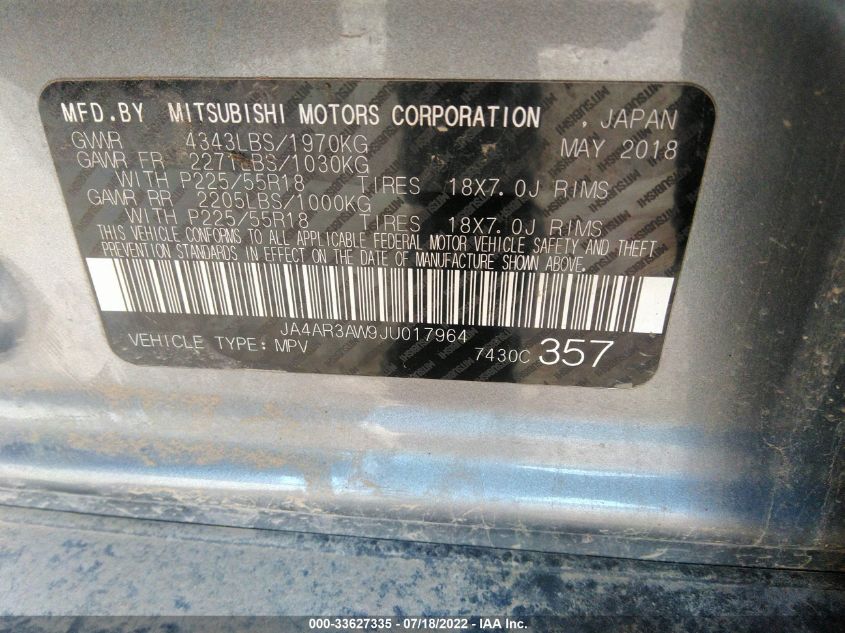 MFD.BY MITSUBISHI MOTORS CORPORATION , JAPAN
GVWR 4343LBS/1970KG MAY 2018
GAWR FR 2271LBS/1030KG
WITH P225/55R18 TIRES 18X7.0J RIMS
GAWR RR 2205LBS/1000KG
WITH P225/55R18 TIRES 18X7.0J RIMS
THIS VEHICLE CONFORMS TO ALL APPLICABLE FEDERAL MOTOR VEHICLE SAFETY AND THEFT
PREVENTION STANDARDS IN EFFECT ON THE DATE OF MANUFACTURE SHOWN ABOVE.
JA4AR3AW9JU017964
VEHICLE TYPE: MPV 7430C 357
000-33627335 - 07/18/2022 - IAA Inc.